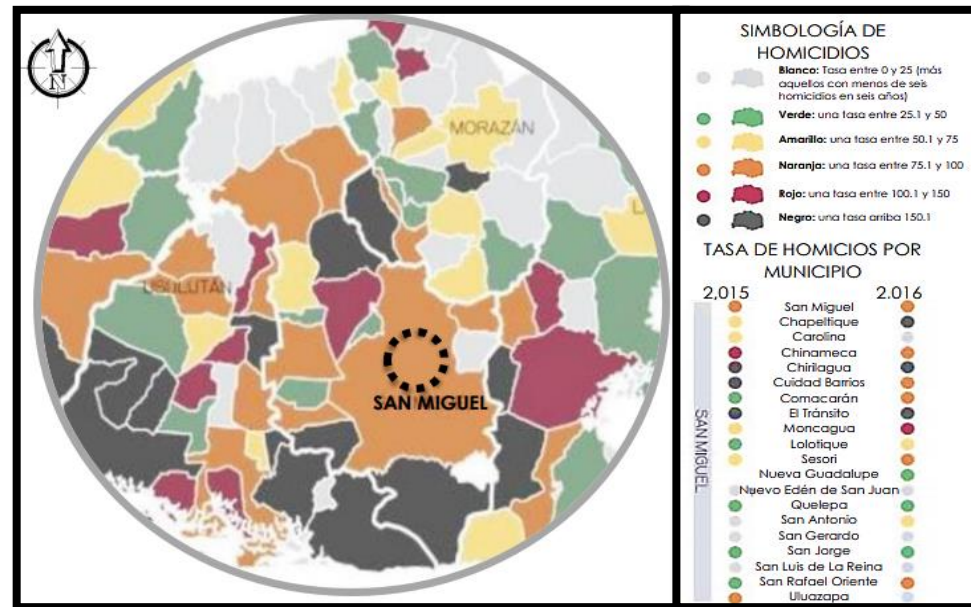 N
MORAZÁN
LA
USULUTÁN
SAN MIGUEL
SIMBOLOGÍA DE
HOMICIDIOS
Blanco: Tasa entre 0 y 25 (más
aquellos con menos de seis
homicidios en seis años)
Verde: una tasa entre 25.1 y 50
Amarillo: una tasa entre 50.1 y 75
Naranja: una tasa entre 75.1 y 100
Rojo: una tasa entre 100.1 y 150
Negro: una tasa arriba 150.1
TASA DE HOMICIOS POR
MUNICIPIO
2,015 2.016
SAN MIGUEL
San Miguel
Chapeltique
Carolina
Chinameca
Chirilagua
Cuidad Barrios
Comacarán
El Tránsito
Moncagua
Lolotique
Sesori
Nueva Guadalupe
Nuevo Edén de San Juan
Quelepa
San Antonio
San Gerardo
San Jorge
San Luis de La Reina
San Rafael Oriente
Uluazapa